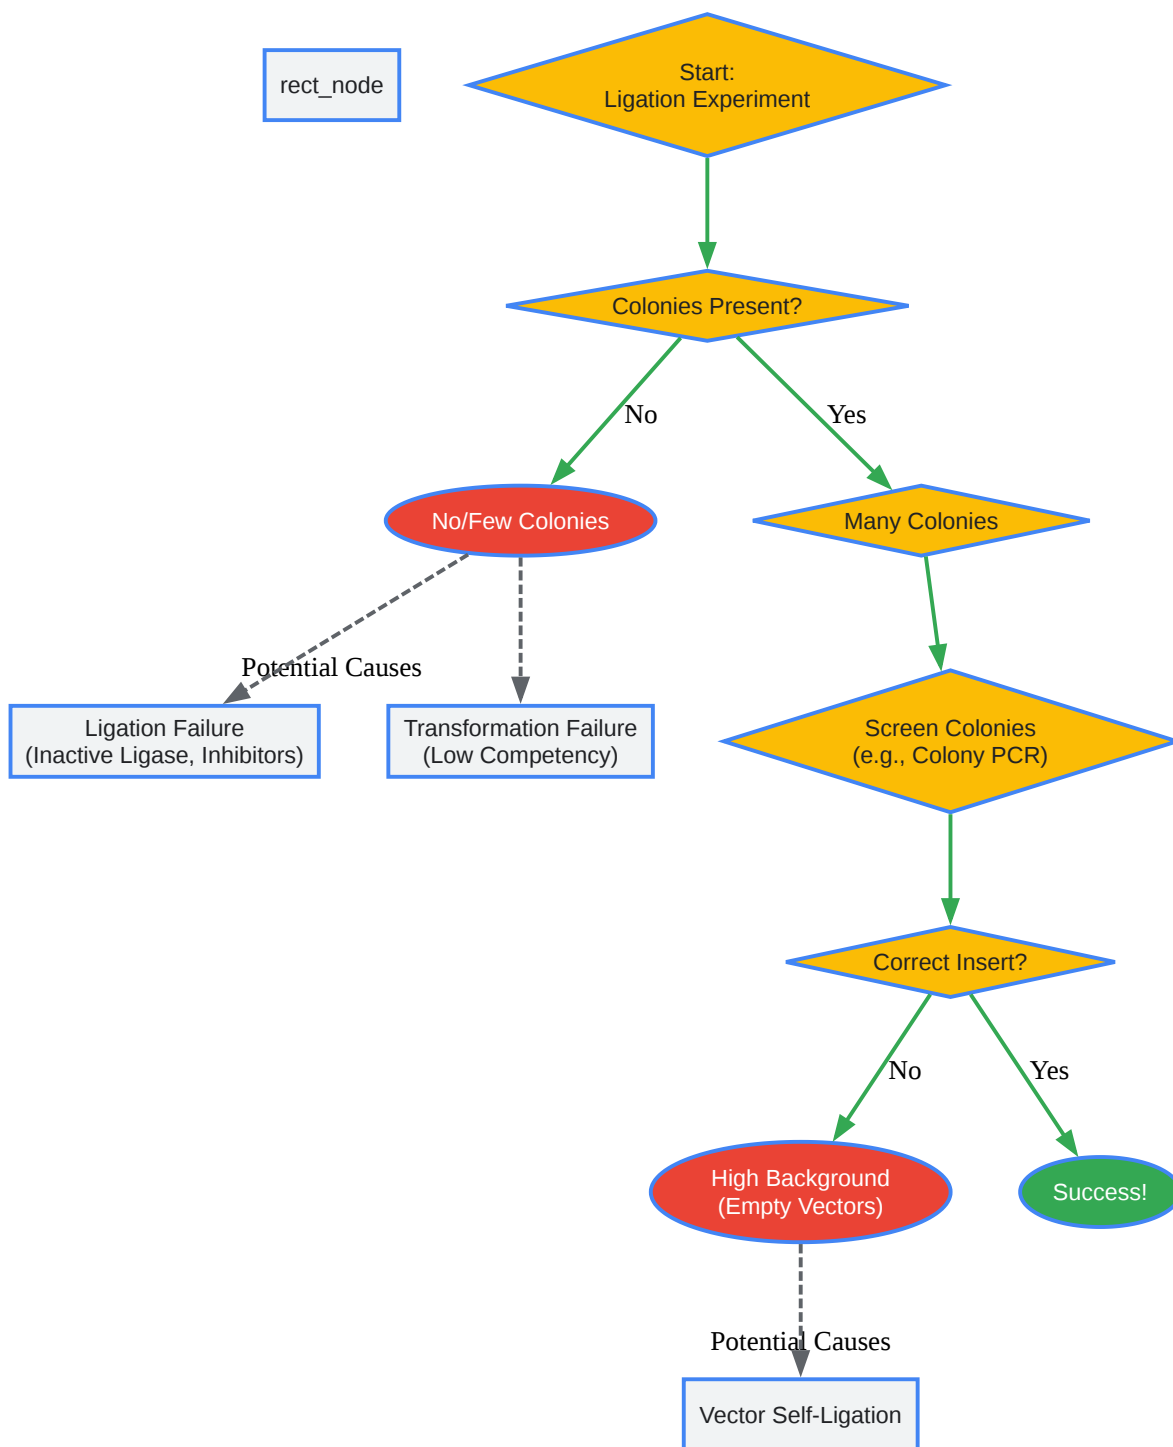 Start:
Ligation Experiment
rect_node
Colonies Present?
No
Yes
No/Few Colonies
Many Colonies
Potential Causes
Ligation Failure
(Inactive Ligase, Inhibitors)
Transformation Failure
(Low Competency)
Screen Colonies
(e.g., Colony PCR)
Correct Insert?
No
Yes
High Background
(Empty Vectors)
Success!
Potential Causes
Vector Self-Ligation